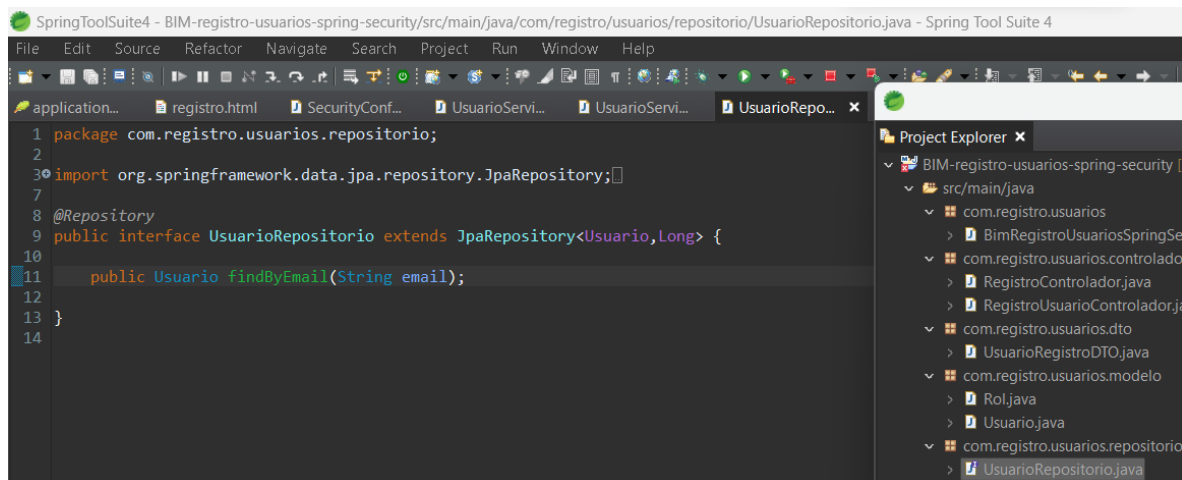 SpringToolSuite4 - BIM-registro-usuarios-spring-security/src/main/java/com/registro/usuarios/repositorio/UsuarioRepositorio.java - Spring Tool Suite 4
File Edit Source Refactor Navigate Search Project Run Window Help
application... registro.html SecurityConf... UsuarioServi... UsuarioServi... UsuarioRepo...
1 package com.registro.usuarios.repositorio;
2
3 import org.springframework.data.jpa.repository.JpaRepository;
7
8 @Repository
9 public interface UsuarioRepositorio extends JpaRepository<Usuario,Long> {
10
11 public Usuario findByEmail(String email);
12
13 }
14
Project Explorer
BIM-registro-usuarios-spring-security [
src/main/java
com.registro.usuarios
BimRegistroUsuariosSpringSe
com.registro.usuarios.controlado
RegistroControlador.java
RegistroUsuarioControlador.ja
com.registro.usuarios.dto
UsuarioRegistroDTO.java
com.registro.usuarios.modelo
Rol.java
Usuario.java
com.registro.usuarios.repositorio
UsuarioRepositorio.java